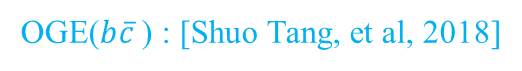 OGE(bc̄ ) : [Shuo Tang, et al, 2018]